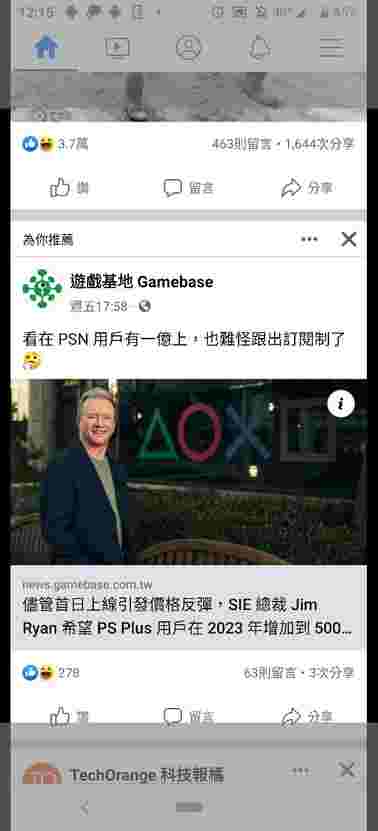 12:15
3.7萬
463則留言・1,644次分享
讚
留言
分享
為你推薦
遊戲基地 Gamebase
週五17:58
看在 PSN 用戶有一億上，也難怪跟出訂閱制了
news.gamebase.com.tw
儘管首日上線引發價格反彈，SIE 總裁 Jim
Ryan 希望 PS Plus 用戶在 2023 年增加到 500...
278
63則留言・3次分享
讚
留言
分享
TechOrange 科技報橘